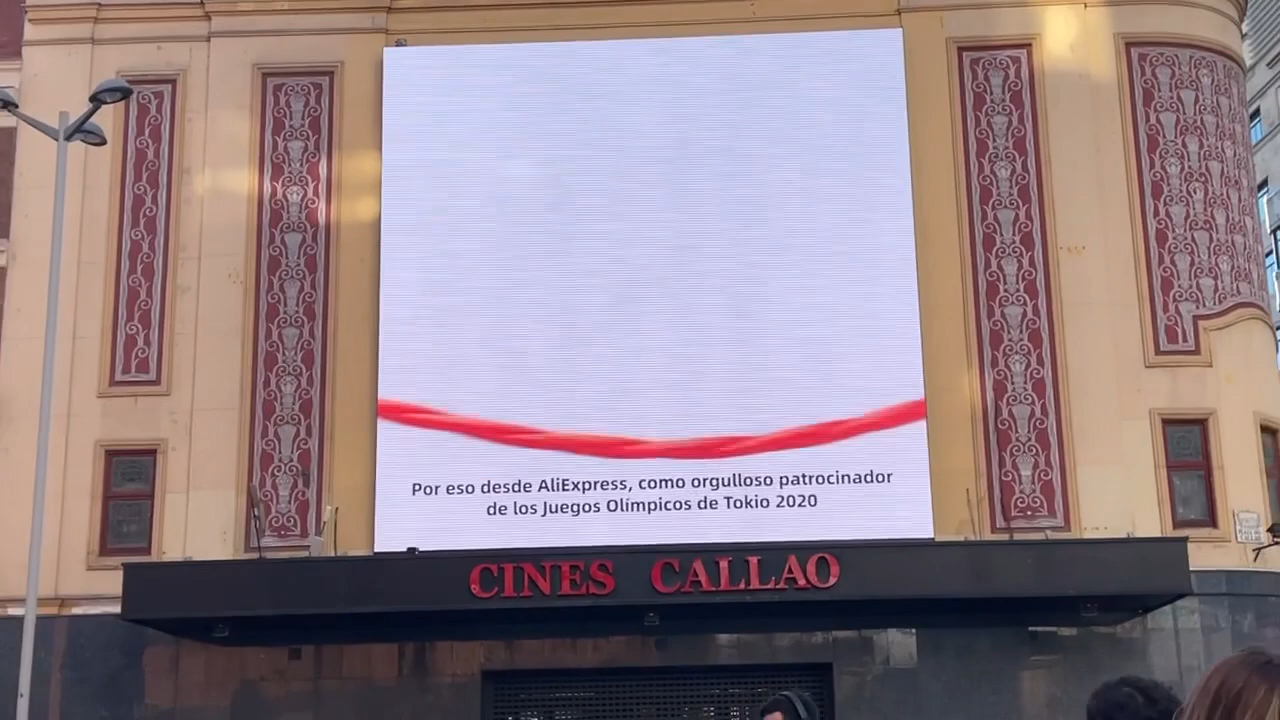 Por eso desde AliExpress, como orgulloso patrocinador
de los Juegos Olímpicos de Tokio 2020
CINES CALLAO